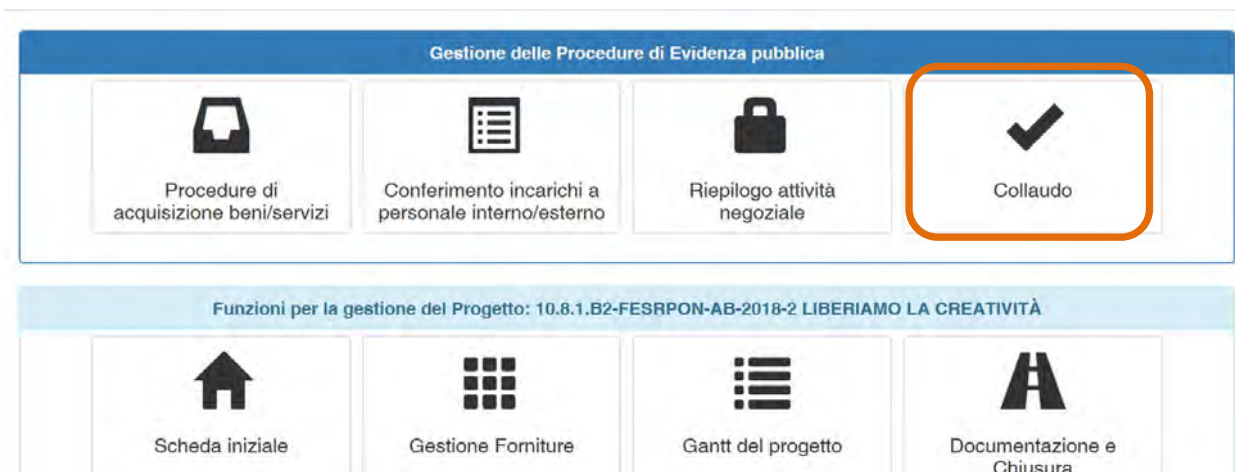 Gestione delle Procedure di Evidenza pubblica
Procedure di
acquisizione beni/servizi
Conferimento incarichi a
personale interno/esterno
Riepilogo attività
negoziale
Collaudo
Funzioni per la gestione del Progetto: 10.8.1.B2-FESRPON-AB-2018-2 LIBERIAMO LA CREATIVITÀ
Scheda iniziale
Gestione Forniture
Gantt del progetto
Documentazione e
Chiusura